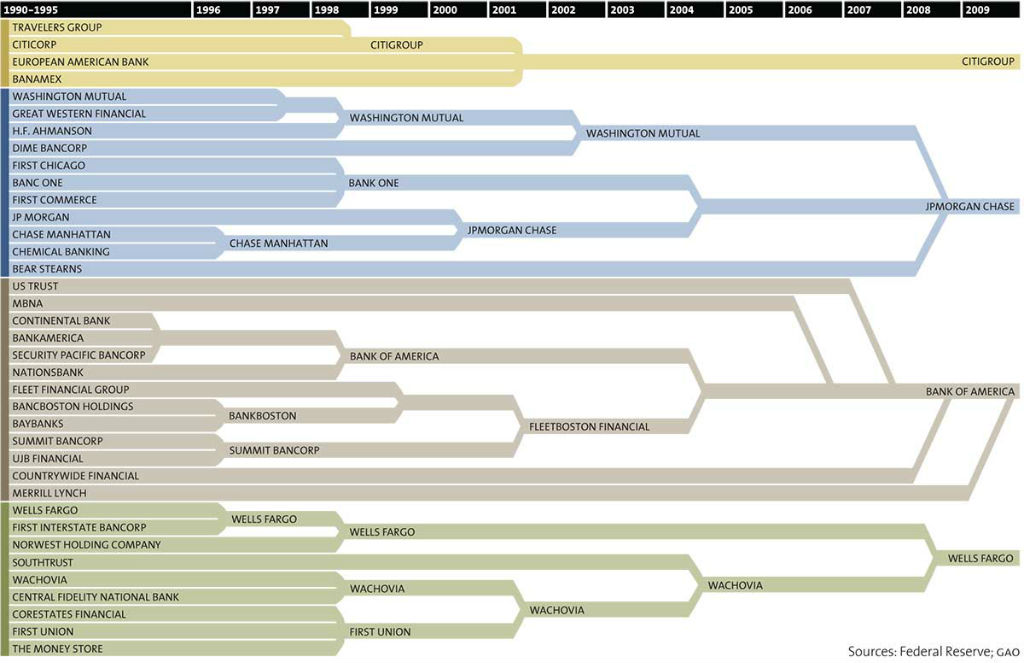 1990–1995 1996 1997 1998 1999 2000 2001 2002 2003 2004 2005 2006 2007 2008 2009
TRAVELERS GROUP
CITICORP CITIGROUP
EUROPEAN AMERICAN BANK CITIGROUP
BANAMEX
WASHINGTON MUTUAL
GREAT WESTERN FINANCIAL
WASHINGTON MUTUAL
H.F. AHMANSON
WASHINGTON MUTUAL
DIME BANCORP
FIRST CHICAGO
BANC ONE BANK ONE
FIRST COMMERCE
JPMORGAN CHASE
JP MORGAN
JPMORGAN CHASE
CHASE MANHATTAN
CHASE MANHATTAN
CHEMICAL BANKING
BEAR STEARNS
US TRUST
MBNA
CONTINENTAL BANK
BANKAMERICA
SECURITY PACIFIC BANCORP BANK OF AMERICA
NATIONSBANK
FLEET FINANCIAL GROUP BANK OF AMERICA
BANCBOSTON HOLDINGS
BANKBOSTON
BAYBANKS FLEETBOSTON FINANCIAL
SUMMIT BANCORP
SUMMIT BANCORP
UJB FINANCIAL
COUNTRYWIDE FINANCIAL
MERRILL LYNCH
WELLS FARGO
WELLS FARGO
FIRST INTERSTATE BANCORP
WELLS FARGO
NORWEST HOLDING COMPANY
WELLS FARGO
SOUTHTRUST
WACHOVIA
WACHOVIA WACHOVIA
CENTRAL FIDELITY NATIONAL BANK
WACHOVIA
CORESTATES FINANCIAL
FIRST UNION FIRST UNION
THE MONEY STORE
Sources: Federal Reserve; GAO